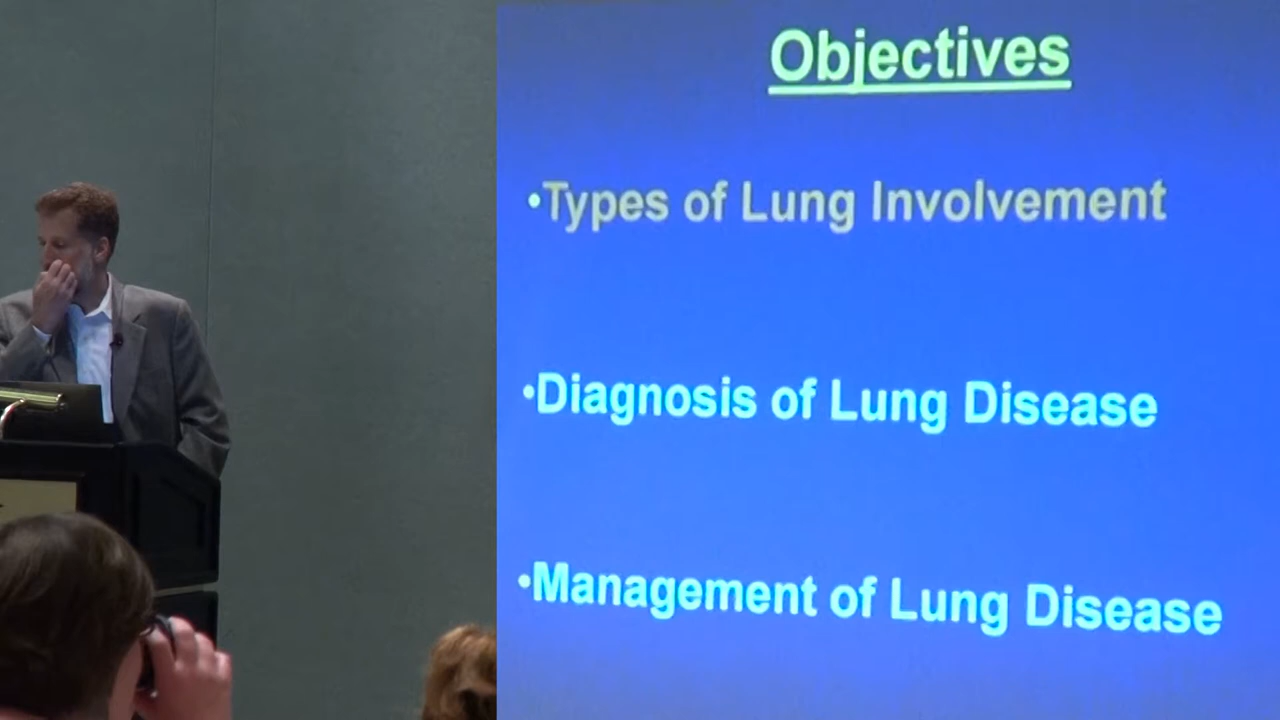 Objectives
•Types of Lung Involvement
•Diagnosis of Lung Disease
•Management of Lung Disease